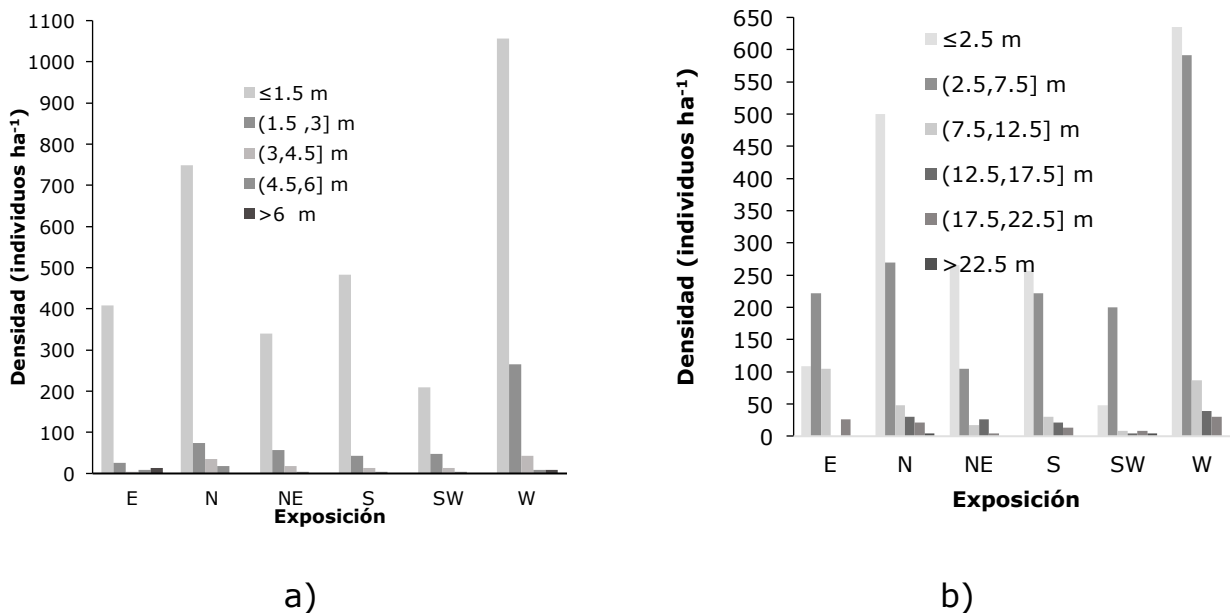 1100
1000
900
800
700
600
500
400
300
200
100
0
Densidad (individuos ha⁻¹)
≤1.5 m
(1.5 ,3] m
(3,4.5] m
(4.5,6] m
>6 m
E N NE S SW W
Exposición
a)
650
600
550
500
450
400
350
300
250
200
150
100
50
0
Densidad (individuos ha⁻¹)
≤2.5 m
(2.5,7.5] m
(7.5,12.5] m
(12.5,17.5] m
(17.5,22.5] m
>22.5 m
E N NE S SW W
Exposición
b)